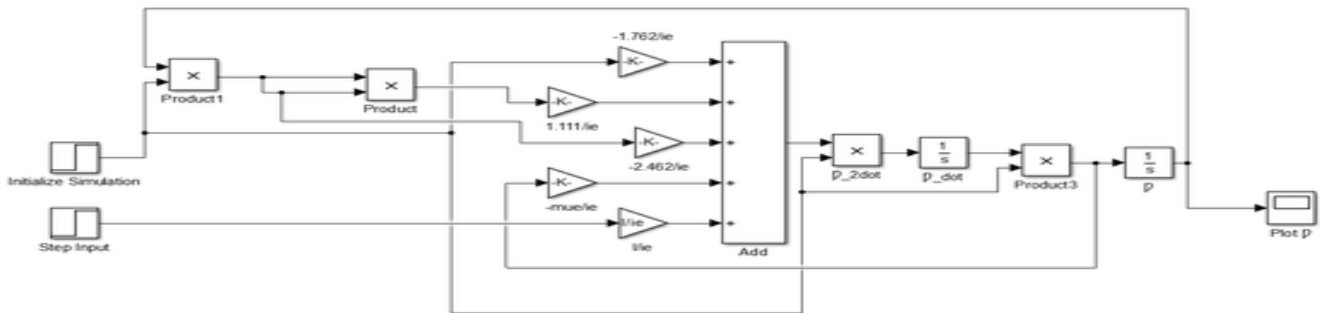 -1.762/ie
-K-
×
Product1
×
Product
-K-
1.111/ie
-K-
-2.462/ie
Initialize Simulation
-K-
-mue/ie
Step Input
l/ie
l/ie
+
+
+
+
+
Add
×
p_2dot
1
s
p_dot
×
Product3
1
s
p
Plot p